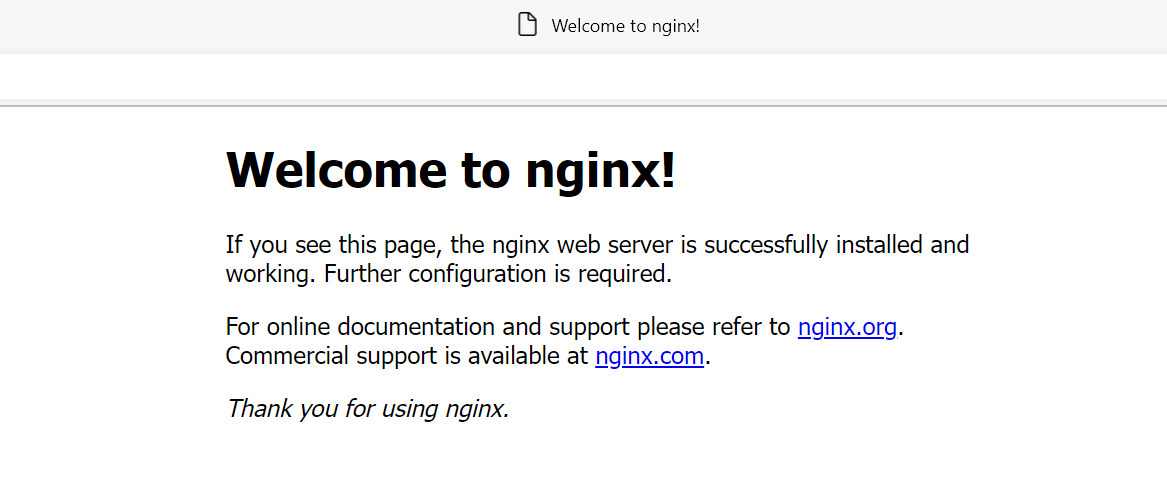 Welcome to nginx!
Welcome to nginx!
If you see this page, the nginx web server is successfully installed and
working. Further configuration is required.
For online documentation and support please refer to nginx.org.
Commercial support is available at nginx.com.
Thank you for using nginx.